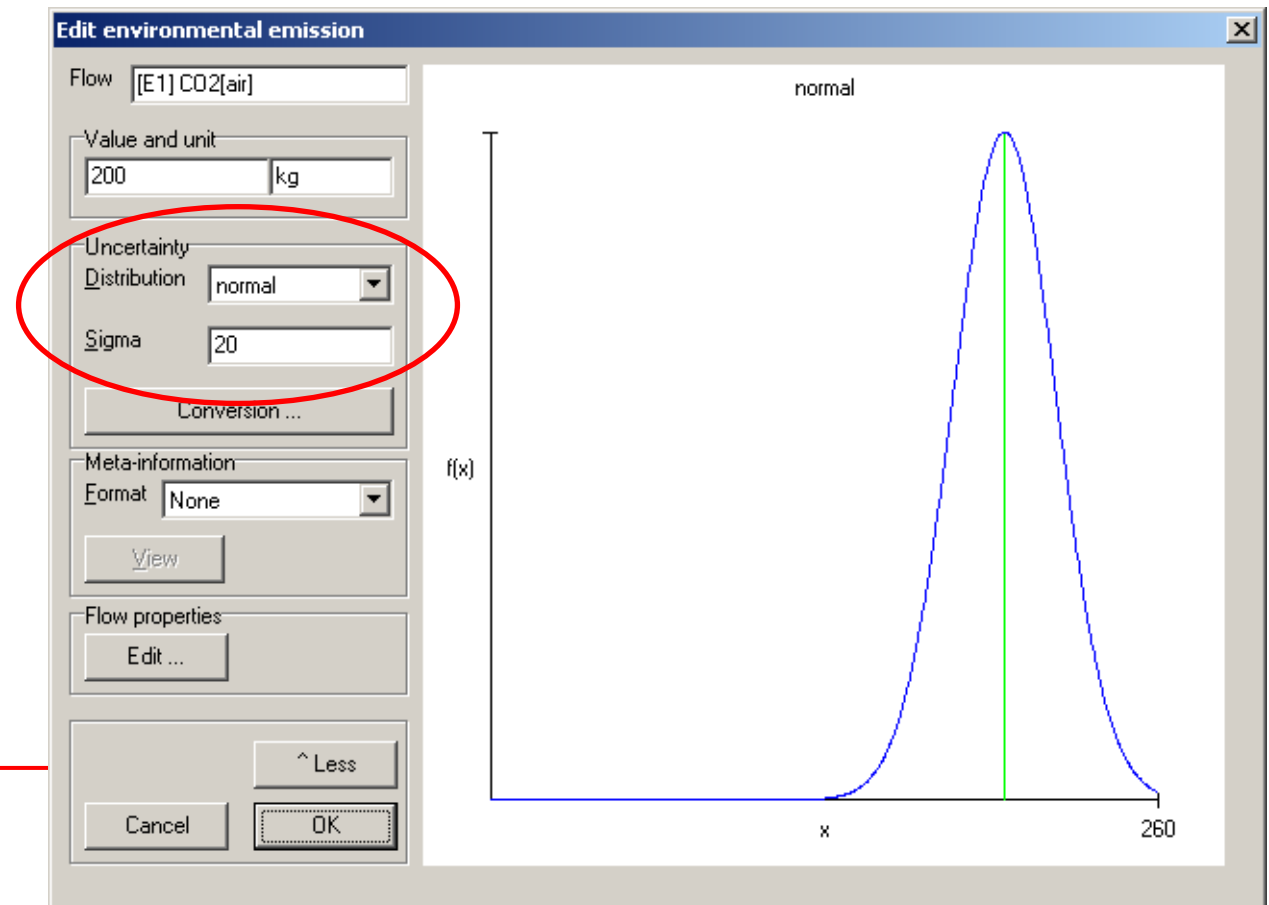 Edit environmental emission
Flow [E1] CO2[air]
Value and unit
200 kg
Uncertainty
Distribution normal
Sigma 20
Conversion ...
Meta-information
Format None
View
Flow properties
Edit ...
^ Less
Cancel OK
normal
f(x)
x 260